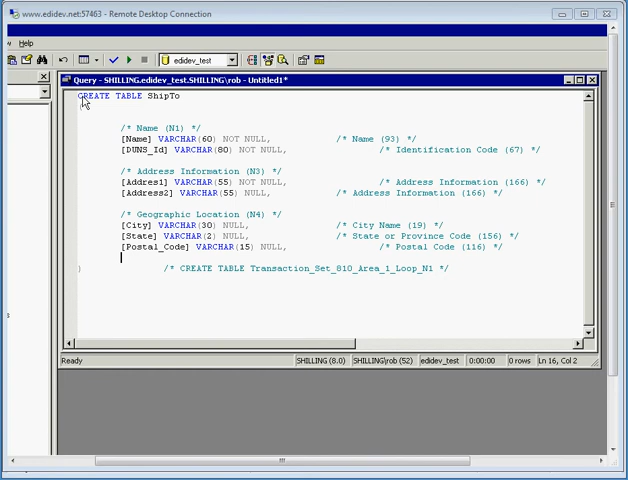 www.edidev.net:57463 - Remote Desktop Connection
Help
edidev_test
Query - SHILLING.edidev_test.SHILLING\rob - Untitled1*
CREATE TABLE ShipTo
(
/* Name (N1) */
[Name] VARCHAR(60) NOT NULL, /* Name (93) */
[DUNS_Id] VARCHAR(80) NOT NULL, /* Identification Code (67) */
/* Address Information (N3) */
[Addres1] VARCHAR(55) NOT NULL, /* Address Information (166) */
[Address2] VARCHAR(55) NOT NULL, /* Address Information (166) */
/* Geographic Location (N4) */
[City] VARCHAR(30) NULL, /* City Name (19) */
[State] VARCHAR(2) NULL, /* State or Province Code (156) */
[Postal_Code] VARCHAR(15) NULL, /* Postal Code (116) */
) /* CREATE TABLE Transaction_Set_810_Area_1_Loop_N1 */
Ready SHILLING (8.0) SHILLING\rob (52) edidev_test 0:00:00 0 rows Ln 16, Col 2